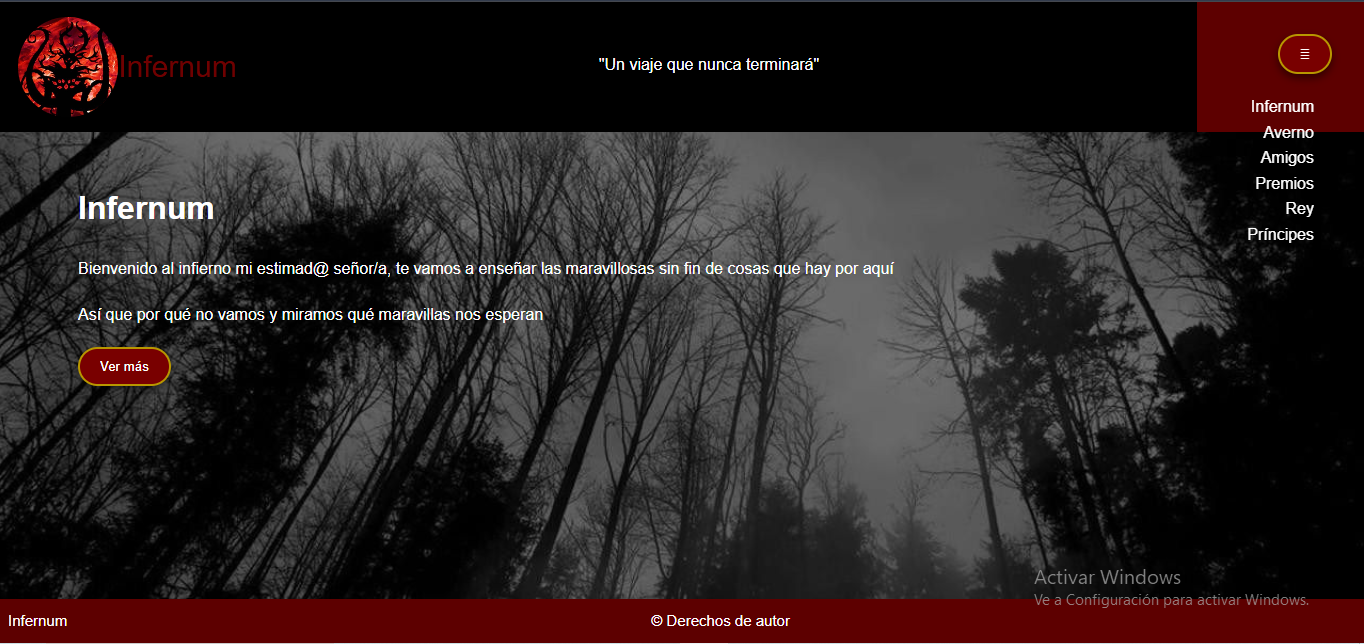 Infernum
"Un viaje que nunca terminará"
☰
Infernum
Averno
Amigos
Premios
Rey
Príncipes
Infernum
Bienvenido al infierno mi estimad@ señor/a, te vamos a enseñar las maravillosas sin fin de cosas que hay por aquí
Así que por qué no vamos y miramos qué maravillas nos esperan
Ver más
Activar Windows
Ve a Configuración para activar Windows.
Infernum
© Derechos de autor